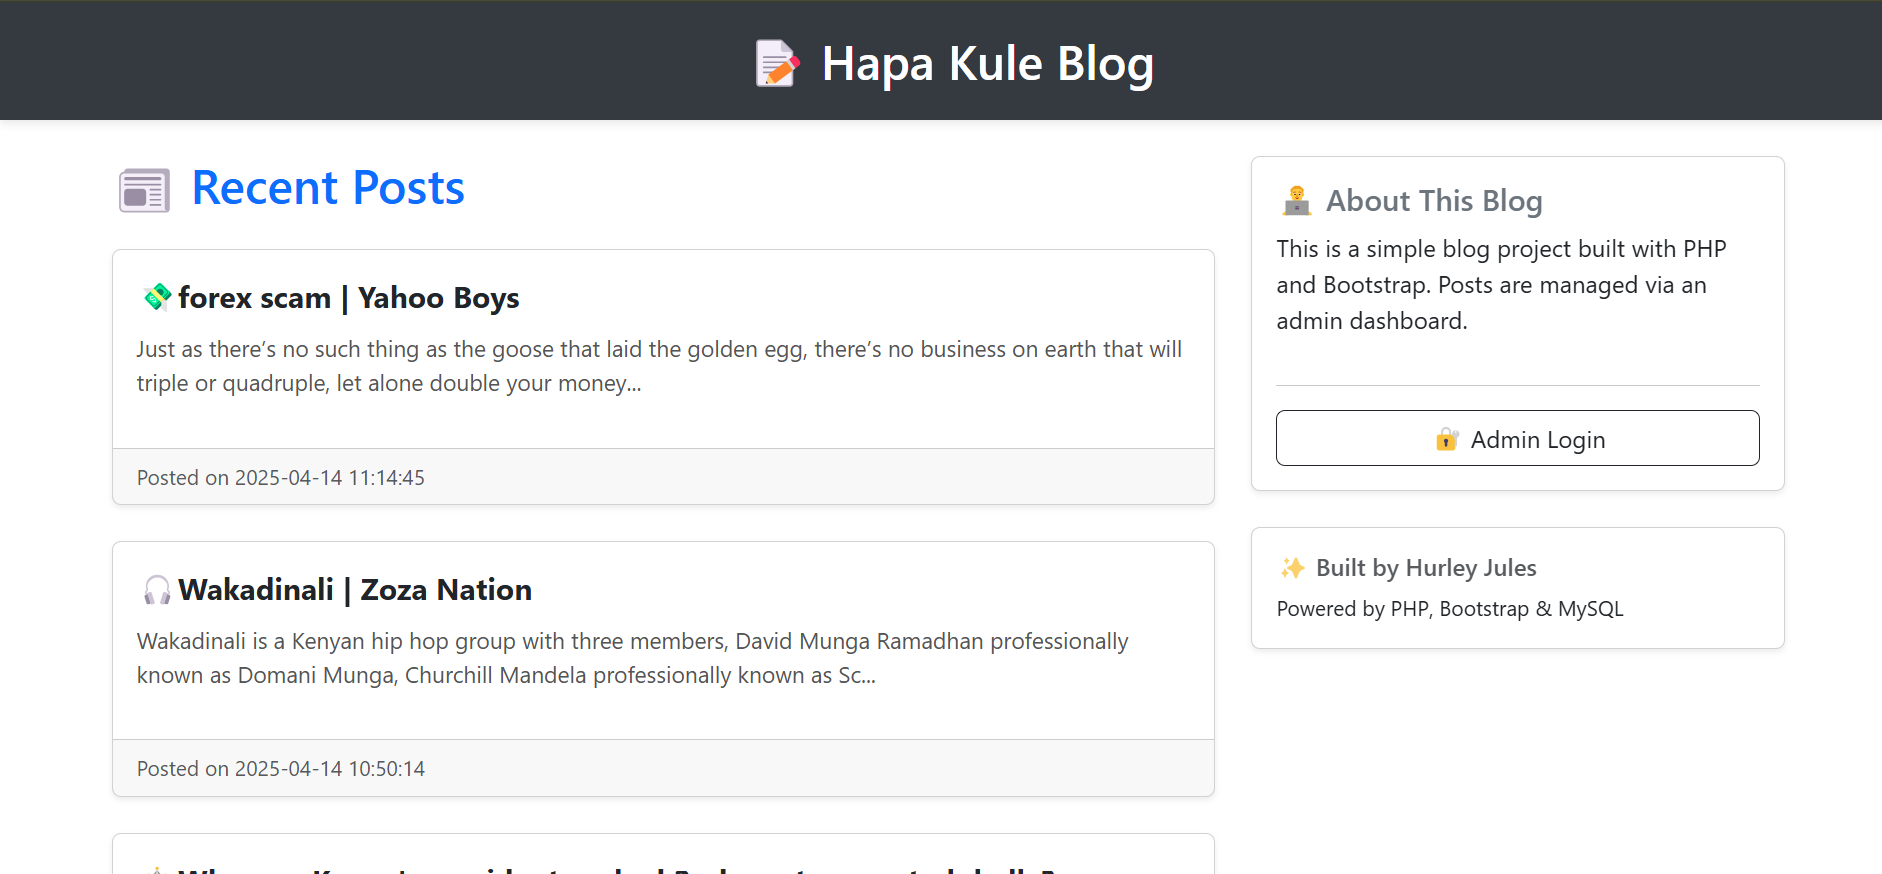 Hapa Kule Blog
Recent Posts
forex scam | Yahoo Boys
Just as there’s no such thing as the goose that laid the golden egg, there’s no business on earth that will
triple or quadruple, let alone double your money...
Posted on 2025-04-14 11:14:45
Wakadinali | Zoza Nation
Wakadinali is a Kenyan hip hop group with three members, David Munga Ramadhan professionally
known as Domani Munga, Churchill Mandela professionally known as Sc...
Posted on 2025-04-14 10:50:14
About This Blog
This is a simple blog project built with PHP
and Bootstrap. Posts are managed via an
admin dashboard.
Admin Login
Built by Hurley Jules
Powered by PHP, Bootstrap & MySQL